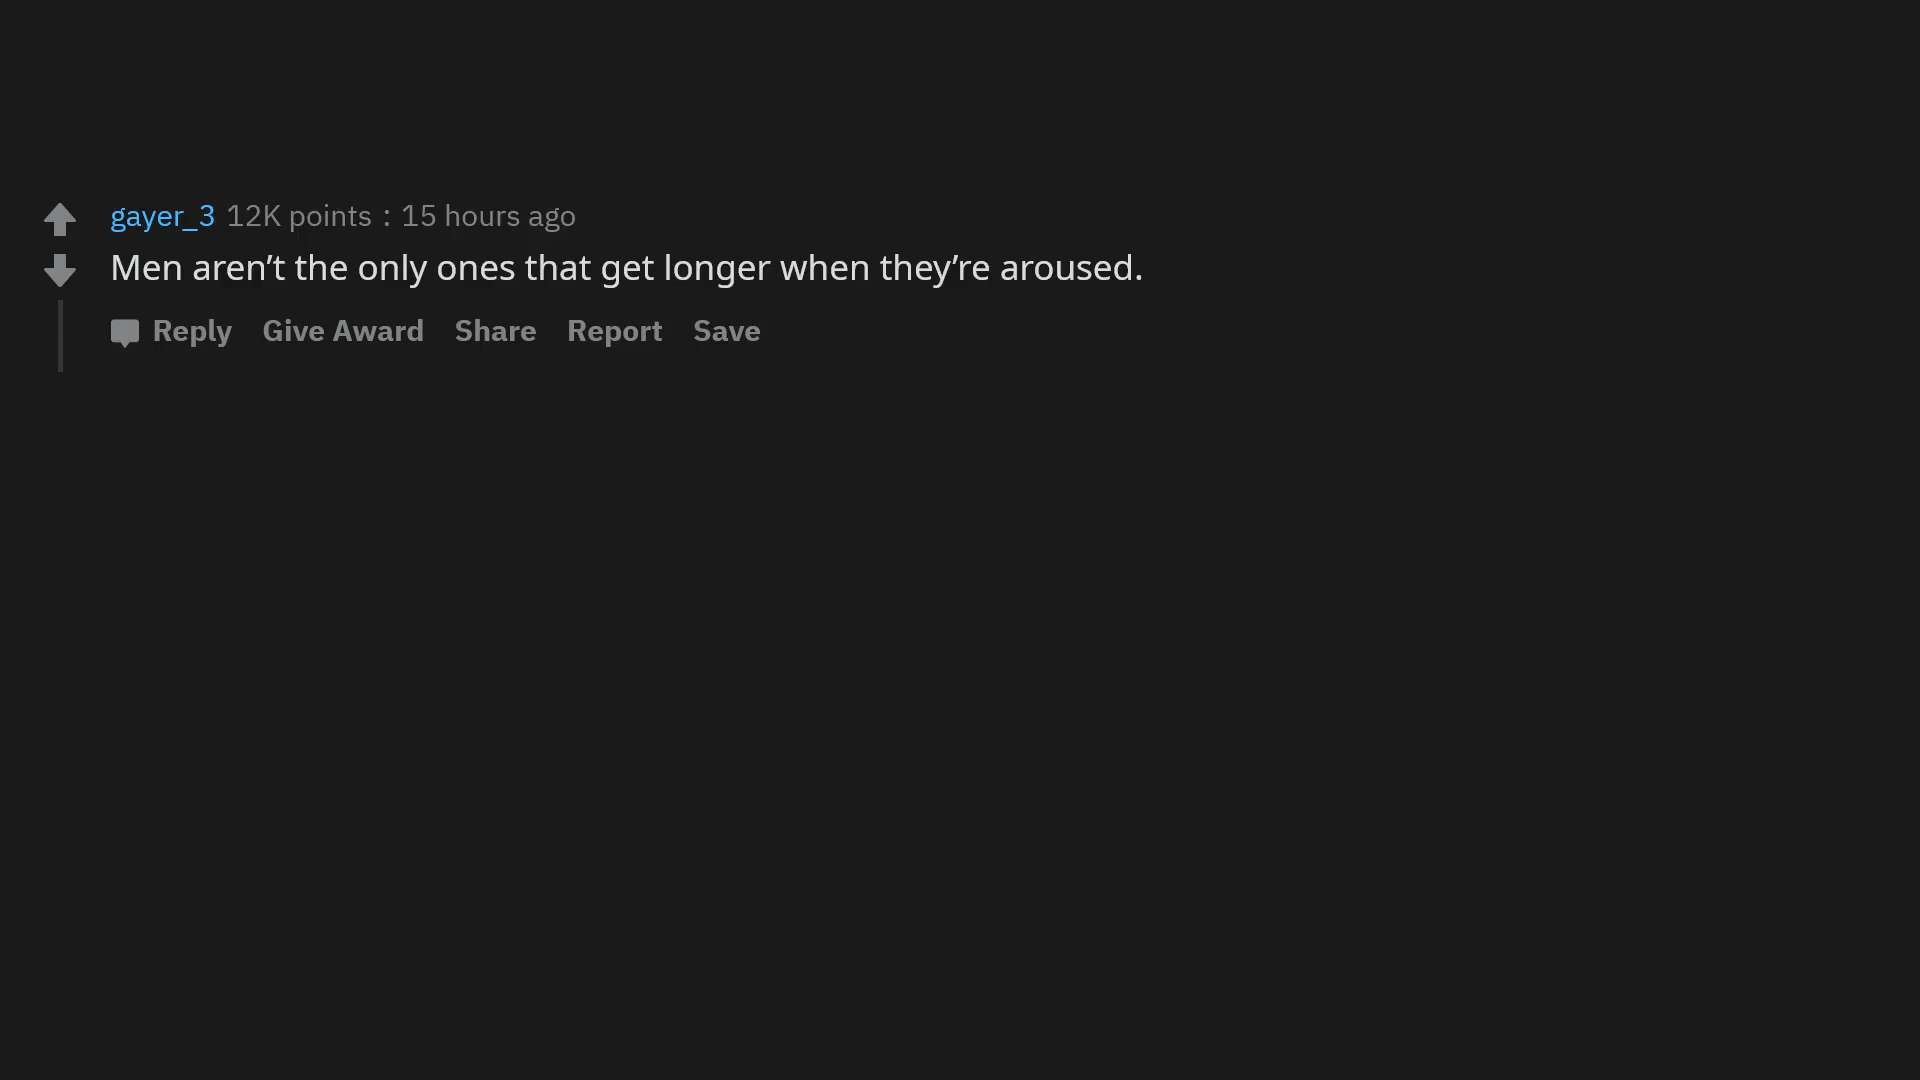 gayer_3 12K points : 15 hours ago
Men aren’t the only ones that get longer when they’re aroused.
Reply Give Award Share Report Save